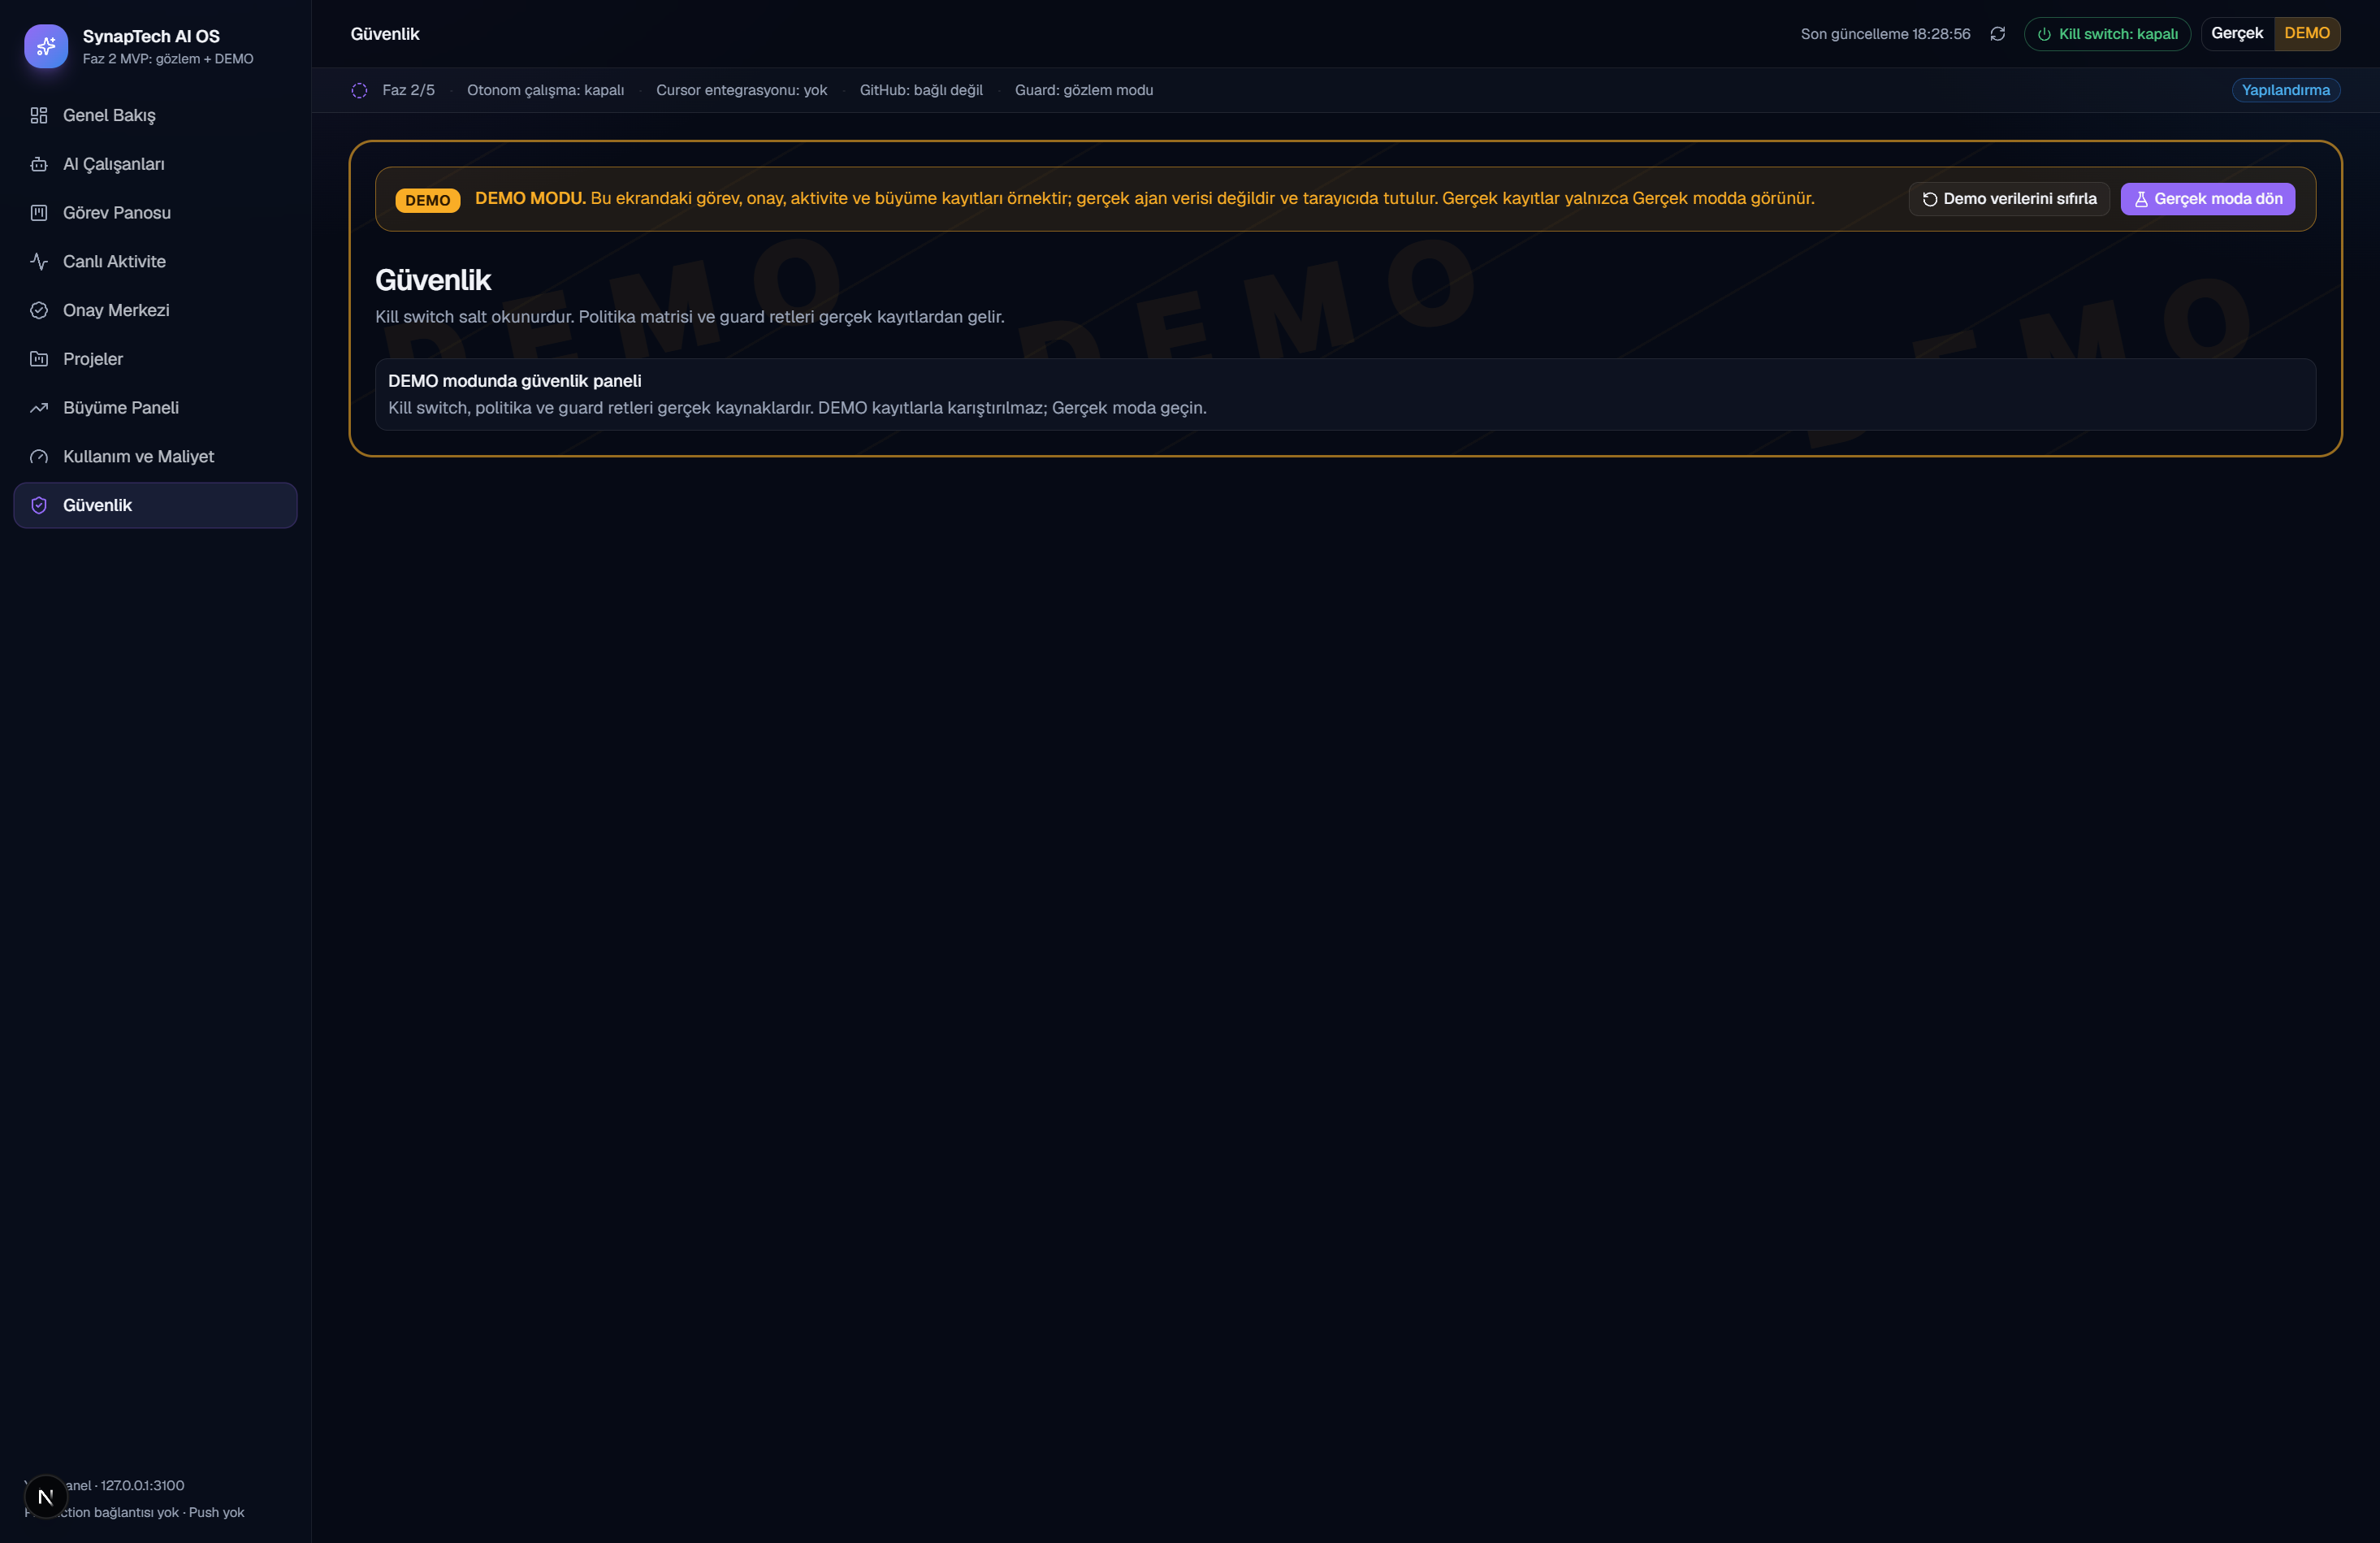 SynapTech AI OS
Faz 2 MVP: gözlem + DEMO
Genel Bakış
AI Çalışanları
Görev Panosu
Canlı Aktivite
Onay Merkezi
Projeler
Büyüme Paneli
Kullanım ve Maliyet
Güvenlik
anel · 127.0.0.1:3100
ction bağlantısı yok · Push yok
Güvenlik
Son güncelleme 18:28:56
Kill switch: kapalı
Gerçek
DEMO
Faz 2/5 · Otonom çalışma: kapalı · Cursor entegrasyonu: yok · GitHub: bağlı değil · Guard: gözlem modu
Yapılandırma
DEMO
DEMO MODU. Bu ekrandaki görev, onay, aktivite ve büyüme kayıtları örnektir; gerçek ajan verisi değildir ve tarayıcıda tutulur. Gerçek kayıtlar yalnızca Gerçek modda görünür.
Demo verilerini sıfırla
Gerçek moda dön
DEMO
DEMO
DEMO
Güvenlik
Kill switch salt okunurdur. Politika matrisi ve guard retleri gerçek kayıtlardan gelir.
DEMO modunda güvenlik paneli
Kill switch, politika ve guard retleri gerçek kaynaklardır. DEMO kayıtlarla karıştırılmaz; Gerçek moda geçin.